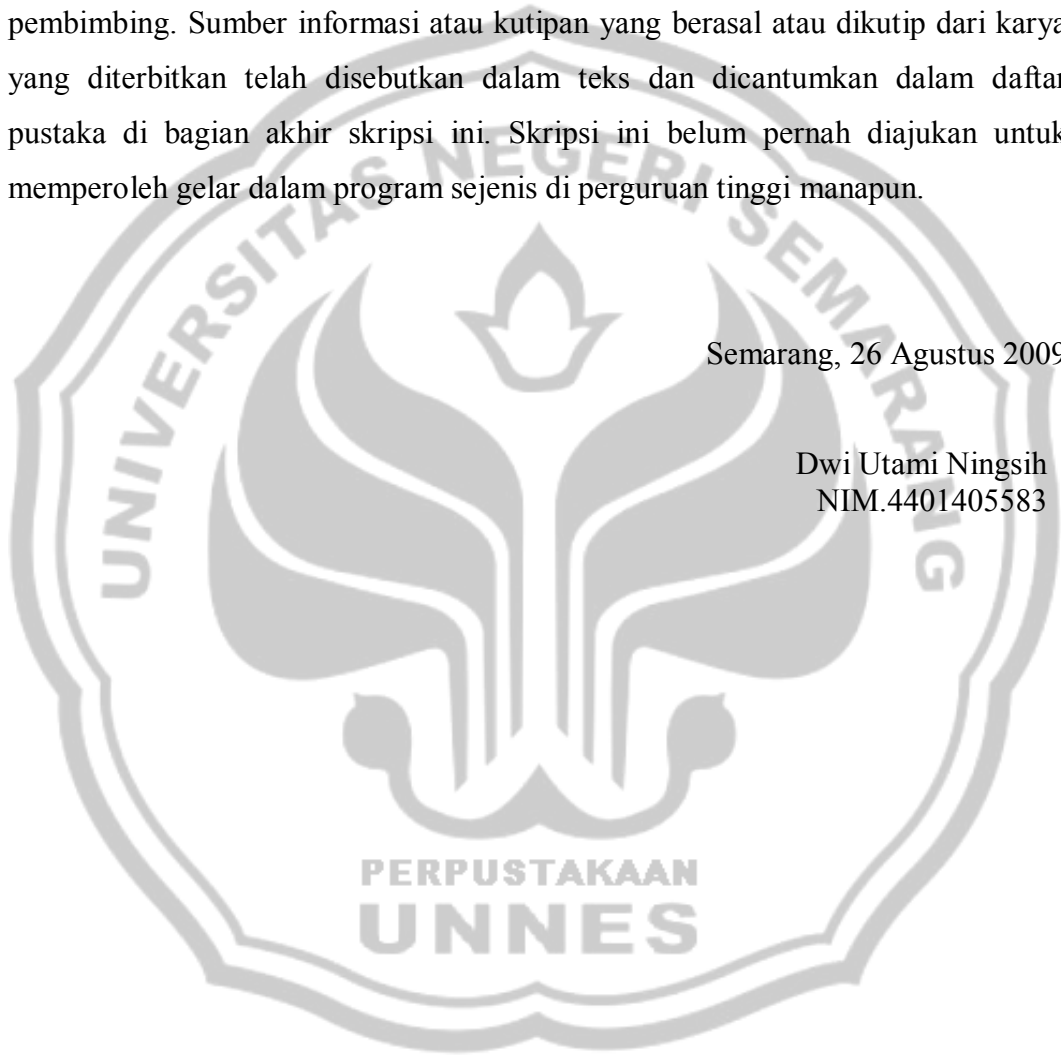 pembimbing. Sumber informasi atau kutipan yang berasal atau dikutip dari karya
yang diterbitkan telah disebutkan dalam teks dan dicantumkan dalam daftar
pustaka di bagian akhir skripsi ini. Skripsi ini belum pernah diajukan untuk
memperoleh gelar dalam program sejenis di perguruan tinggi manapun.
UNIVERSITAS NEGERI SEMARANG
Semarang, 26 Agustus 2009
Dwi Utami Ningsih
NIM.4401405583
PERPUSTAKAAN
UNNES